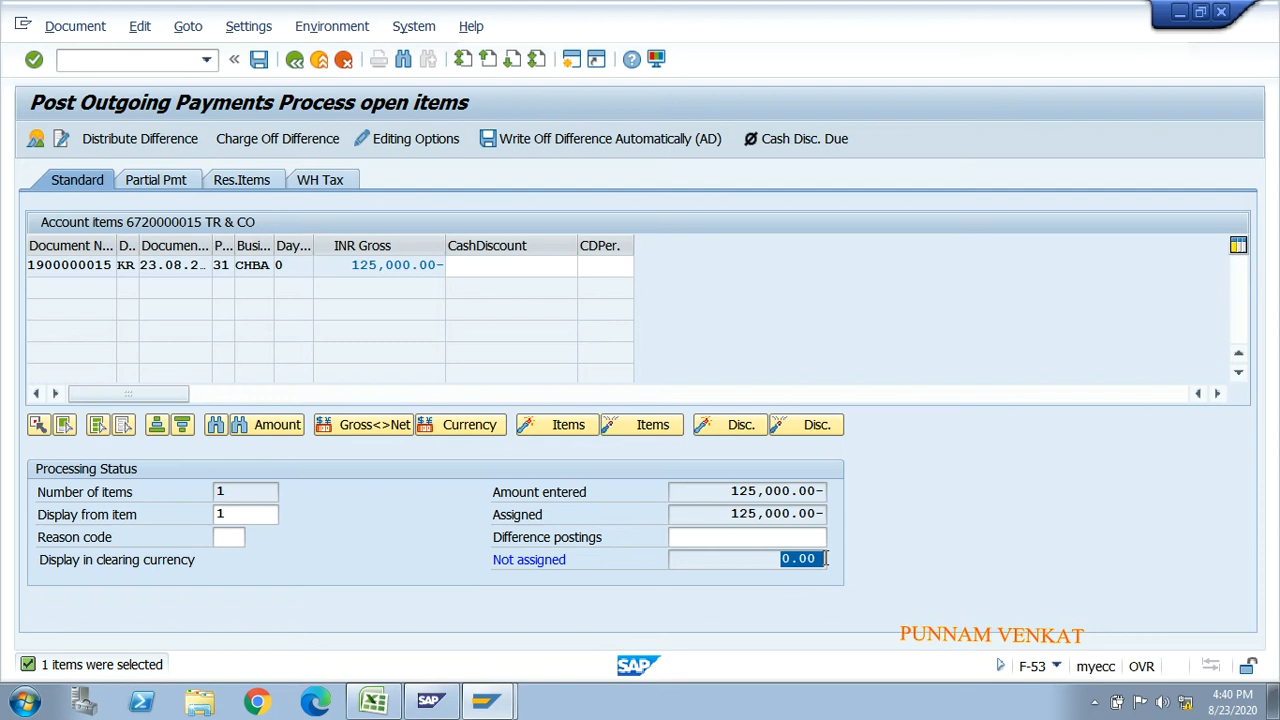 Document Edit Goto Settings Environment System Help
Post Outgoing Payments Process open items
Distribute Difference Charge Off Difference Editing Options Write Off Difference Automatically (AD) Cash Disc. Due
Standard Partial Pmt Res.Items WH Tax
Account items 6720000015 TR & CO
Document N... D.. Documen... P... Busi... Day... INR Gross CashDiscount CDPer.
1900000015 KR 23.08.2… 31 CHBA 0 125,000.00-
Amount Gross<>Net Currency Items Items Disc. Disc.
Processing Status
Number of items 1 Amount entered 125,000.00-
Display from item 1 Assigned 125,000.00-
Reason code Difference postings
Display in clearing currency Not assigned 0.00
PUNNAM VENKAT
1 items were selected SAP F-53 myecc OVR
4:40 PM
8/23/2020